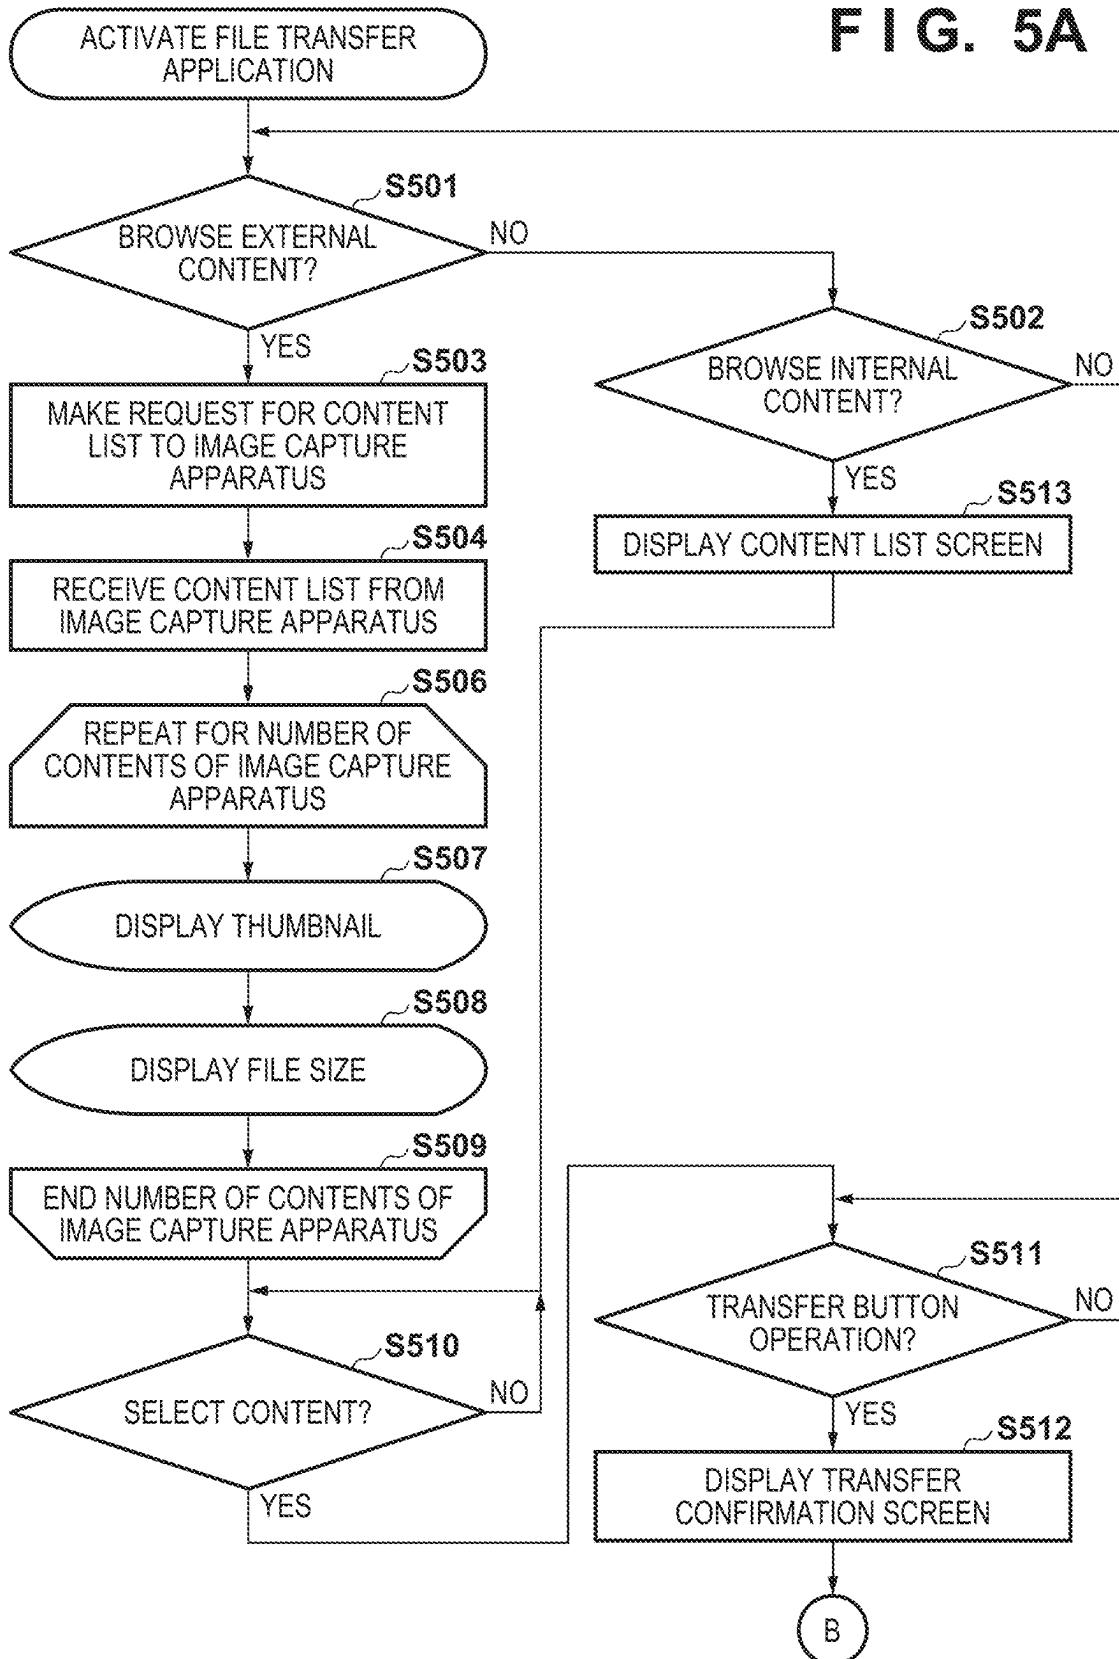 FIG. 5A
ACTIVATE FILE TRANSFER
APPLICATION
S501
BROWSE EXTERNAL
CONTENT?
NO
YES
S502
BROWSE INTERNAL
CONTENT?
NO
YES
S503
MAKE REQUEST FOR CONTENT
LIST TO IMAGE CAPTURE
APPARATUS
S513
DISPLAY CONTENT LIST SCREEN
S504
RECEIVE CONTENT LIST FROM
IMAGE CAPTURE APPARATUS
S506
REPEAT FOR NUMBER OF
CONTENTS OF IMAGE CAPTURE
APPARATUS
S507
DISPLAY THUMBNAIL
S508
DISPLAY FILE SIZE
S509
END NUMBER OF CONTENTS OF
IMAGE CAPTURE APPARATUS
S510
SELECT CONTENT?
NO
YES
S511
TRANSFER BUTTON
OPERATION?
NO
YES
S512
DISPLAY TRANSFER
CONFIRMATION SCREEN
B